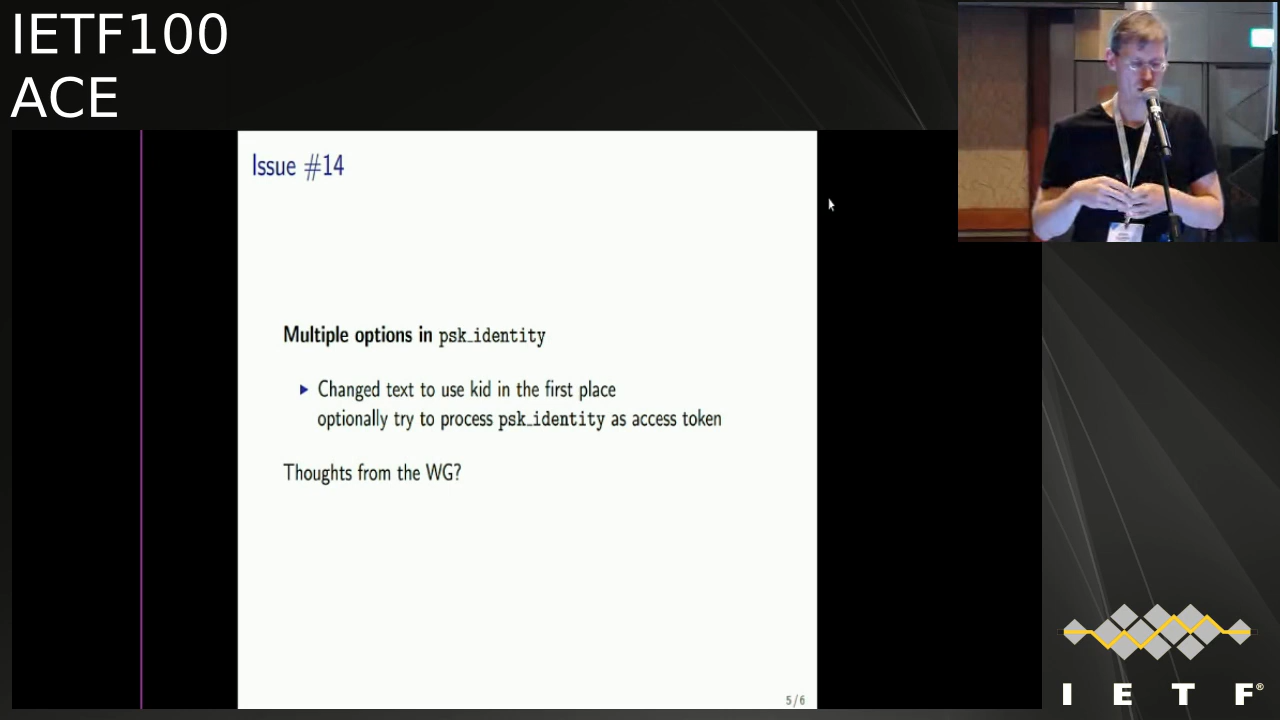 IETF100
ACE
Issue #14
Multiple options in psk_identity
Changed text to use kid in the first place
optionally try to process psk_identity as access token
Thoughts from the WG?
5/6
I E T F®